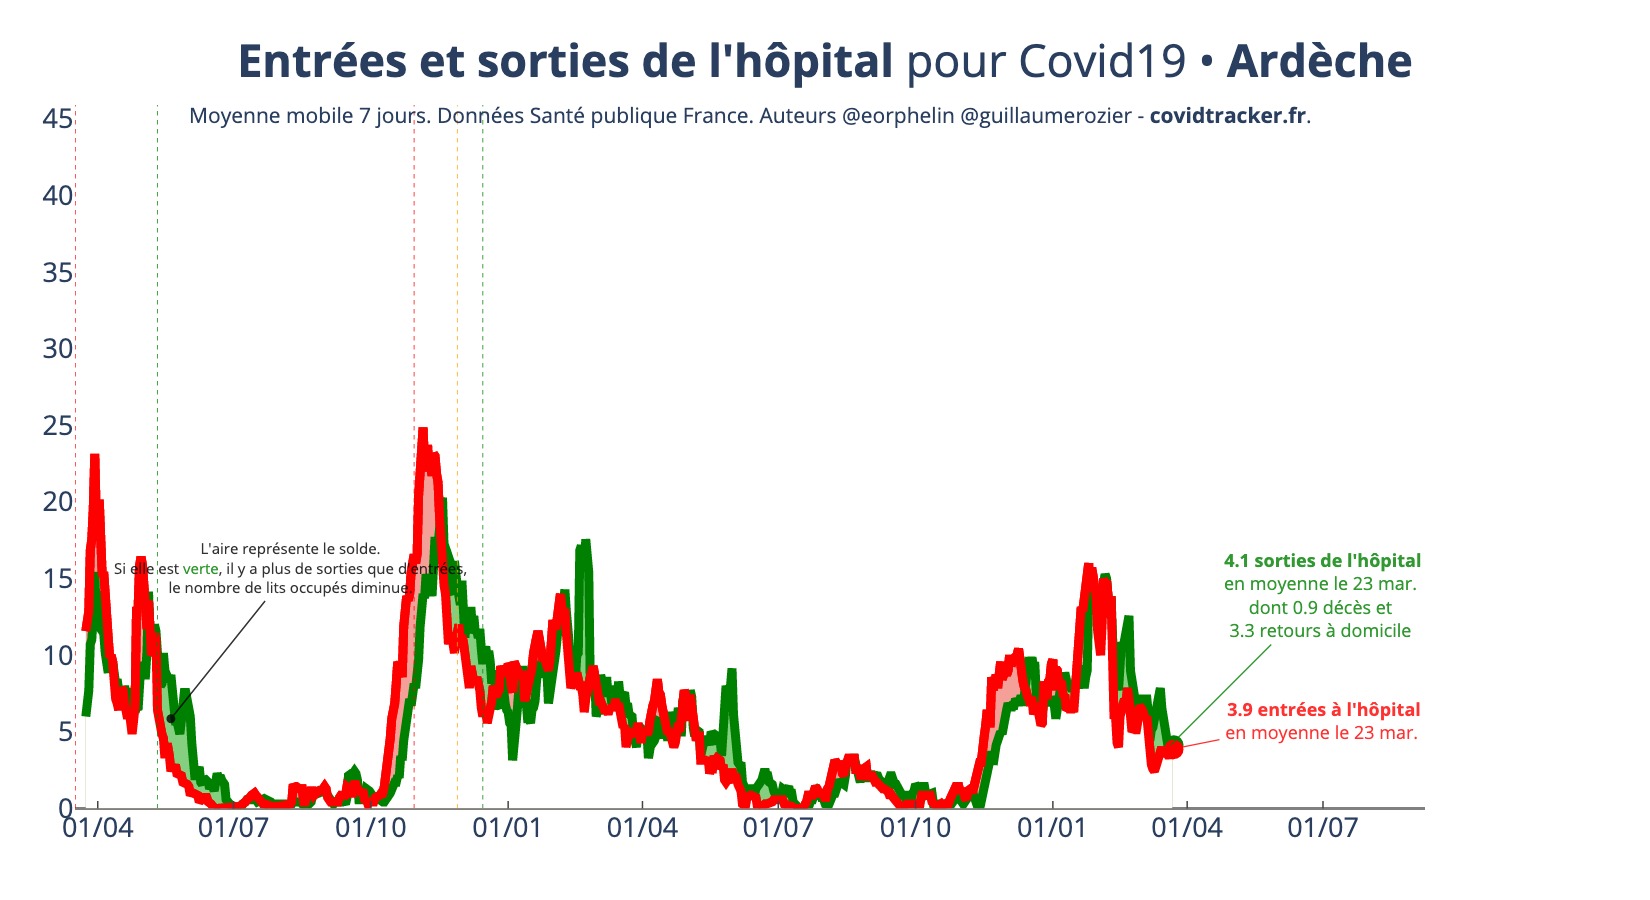 Entrées et sorties de l'hôpital pour Covid19 • Ardèche
Moyenne mobile 7 jours. Données Santé publique France. Auteurs @eorphelin @guillaumerozier - covidtracker.fr.
45
40
35
30
25
20
15
10
5
0
L'aire représente le solde.
Si elle est verte, il y a plus de sorties que d'entrées,
le nombre de lits occupés diminue.
4.1 sorties de l'hôpital
en moyenne le 23 mar.
dont 0.9 décès et
3.3 retours à domicile
3.9 entrées à l'hôpital
en moyenne le 23 mar.
01/04 01/07 01/10 01/01 01/04 01/07 01/10 01/01 01/04 01/07